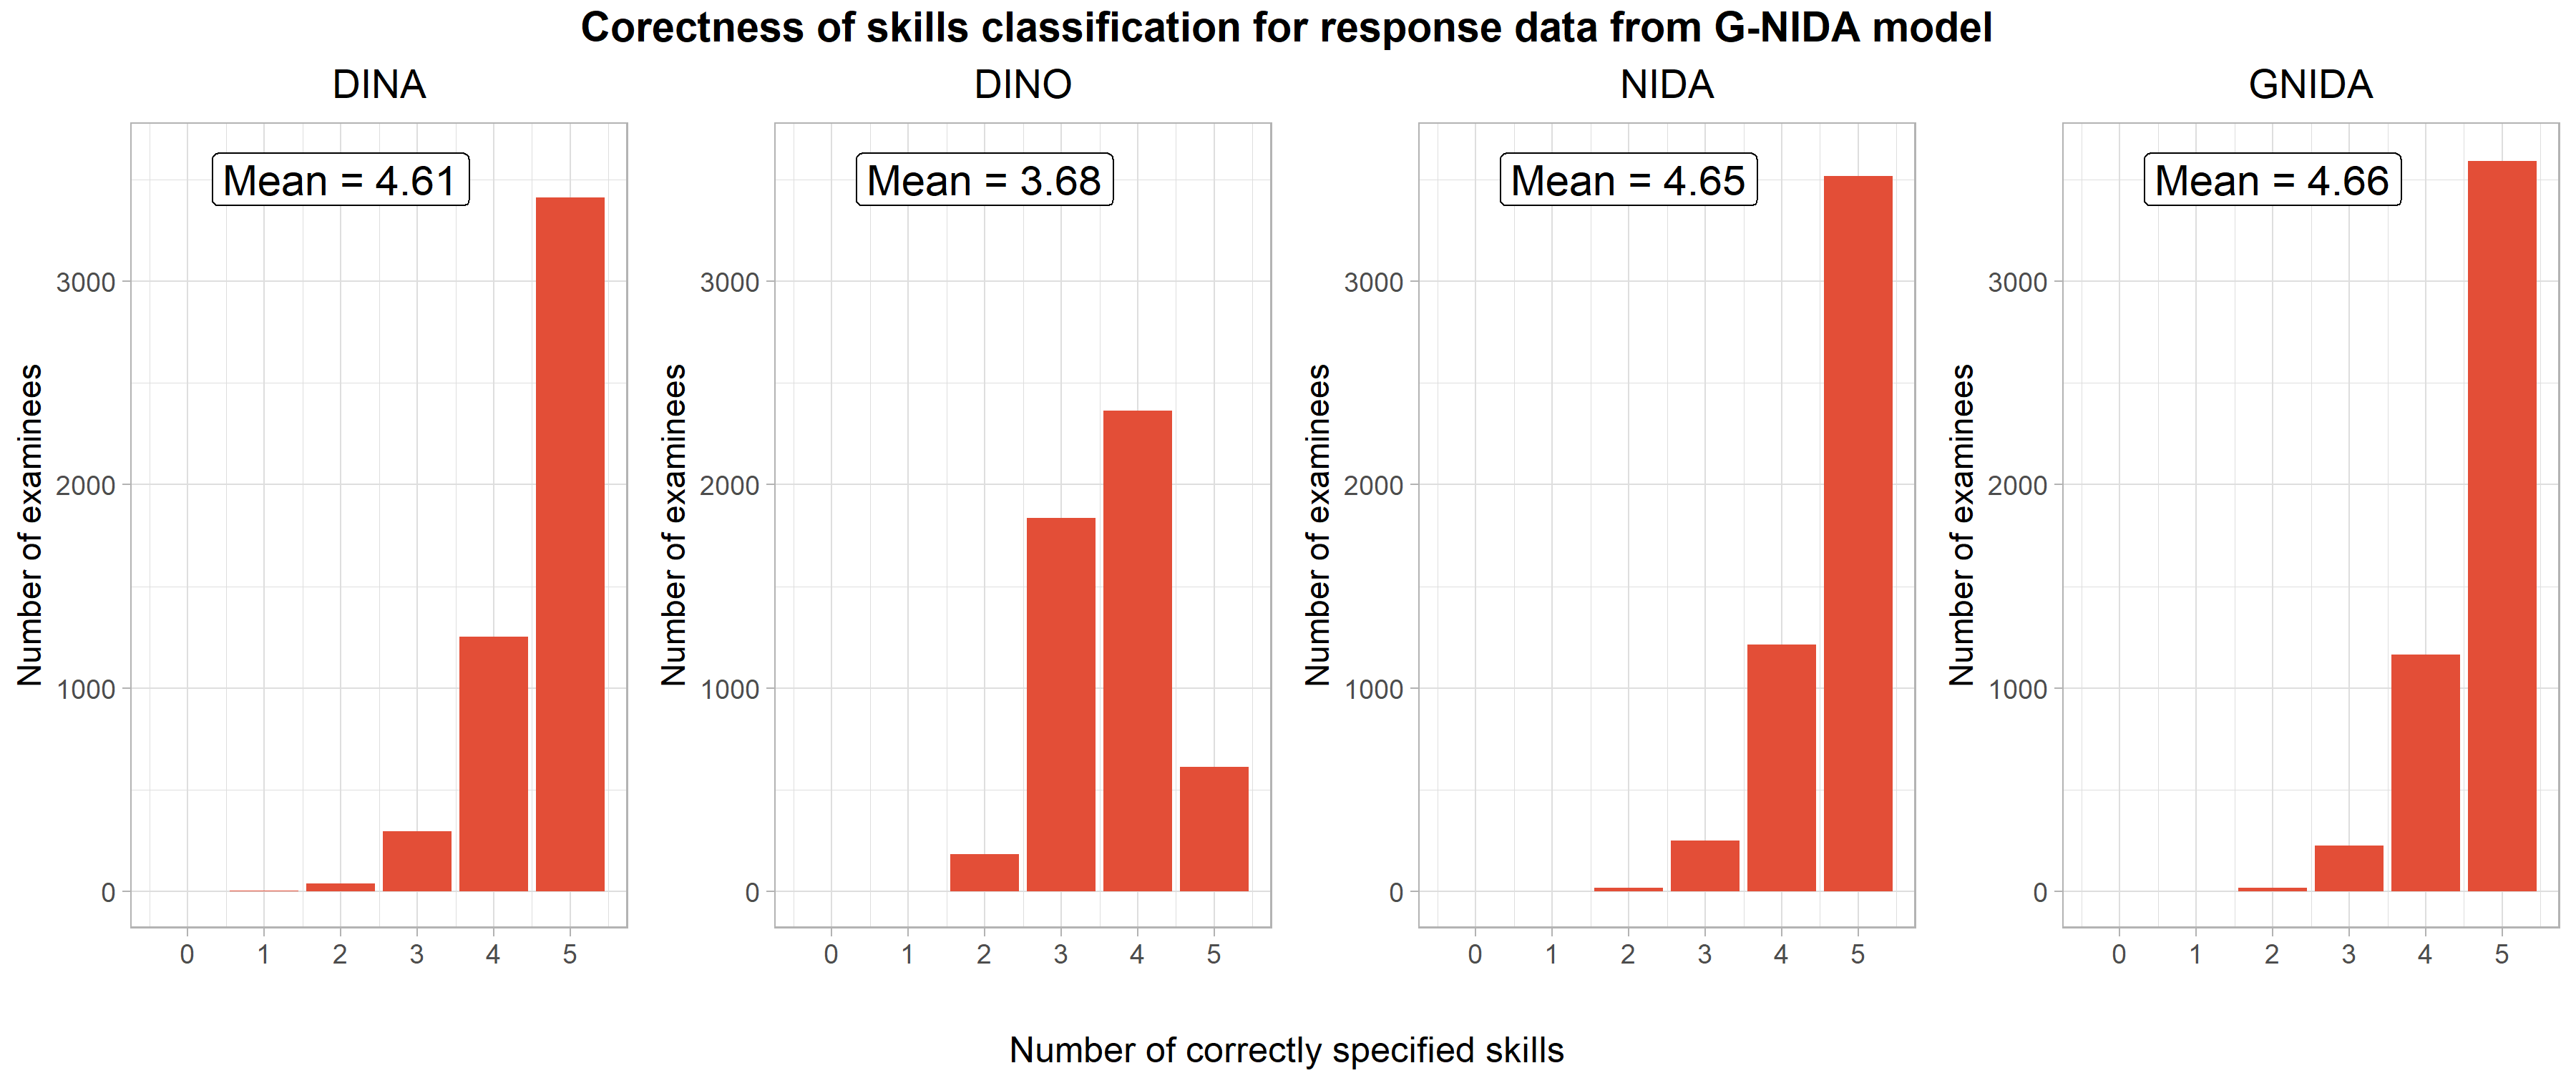 Corectness of skills classification for response data from G-NIDA model
DINA
DINO
NIDA
GNIDA
Mean = 4.61
Mean = 3.68
Mean = 4.65
Mean = 4.66
Number of examinees
3000
2000
1000
0
0 1 2 3 4 5
Number of examinees
3000
2000
1000
0
0 1 2 3 4 5
Number of examinees
3000
2000
1000
0
0 1 2 3 4 5
Number of examinees
3000
2000
1000
0
0 1 2 3 4 5
Number of correctly specified skills